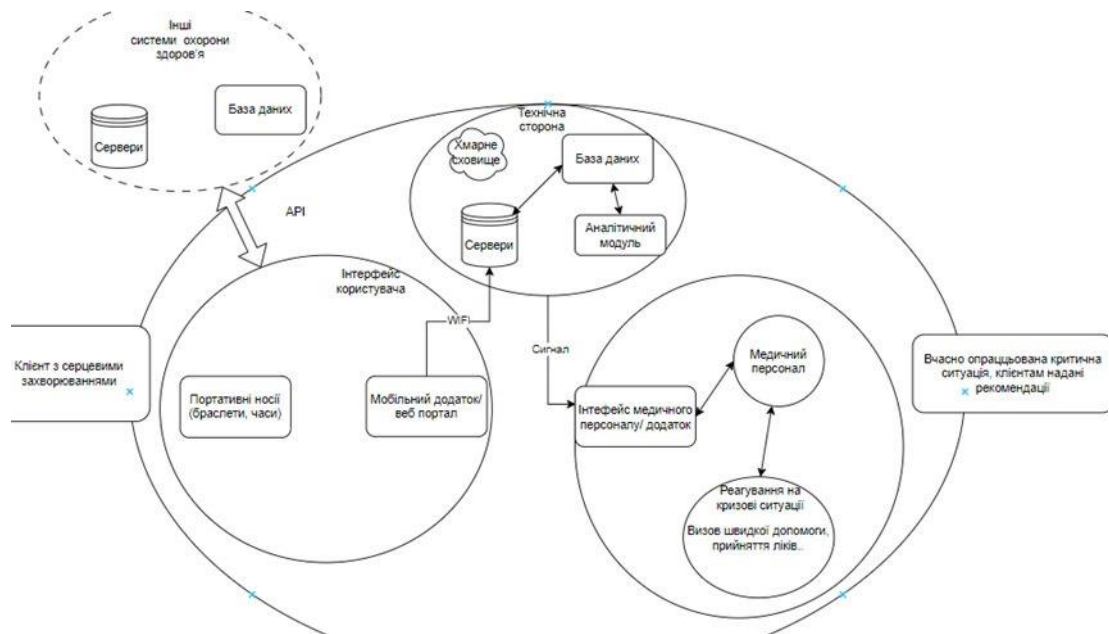 Інші
системи охорони
здоров'я
База даних
Сервери
API
Технічна
сторона
Хмарне
сховище
База даних
Сервери
Аналітичний
модуль
Інтерфейс
користувача
WIFI
Сигнал
Клієнт з серцевими
захворюваннями
Портативні носії
(браслети, часи)
Мобільний додаток/
веб портал
Медичний
персонал
Інтефейс медичного
персоналу/ додаток
Реагування на
кризові ситуації
Визов швидкої допомоги,
прийняття ліків..
Вчасно опраццьована критична
ситуація, клієнтам надані
рекомендації